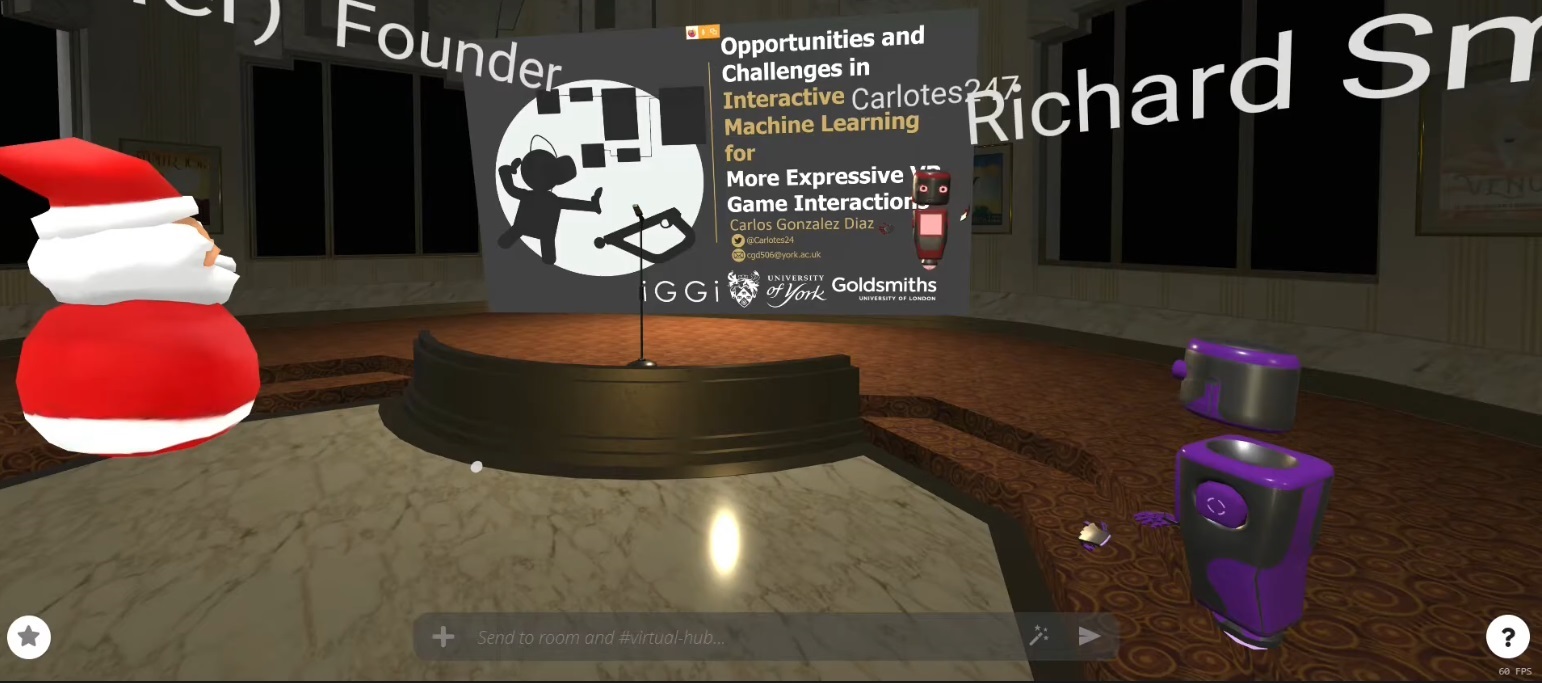 Founder
Opportunities and
Challenges in
Interactive
Machine Learning
for
More Expressive VR
Game Interactions
Carlos Gonzalez Diaz
@Carlotes24
cgd506@york.ac.uk
iGGi
UNIVERSITY
of York
Goldsmiths
UNIVERSITY OF LONDON
Carlotes247
Richard Sm
VENU
Send to room and #virtual-hub...
?
60 FPS